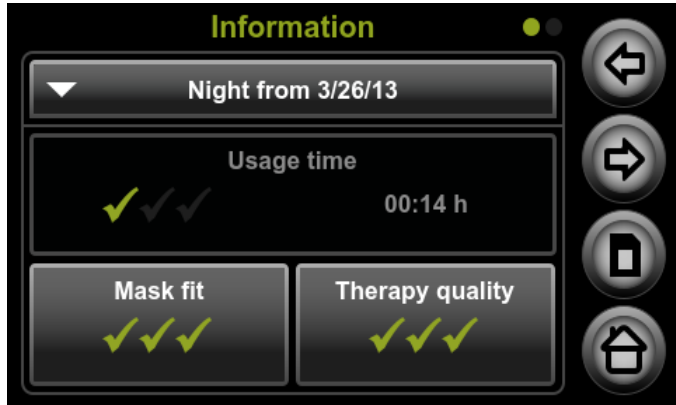 Information
Night from 3/26/13
Usage time
00:14 h
Mask fit
Therapy quality